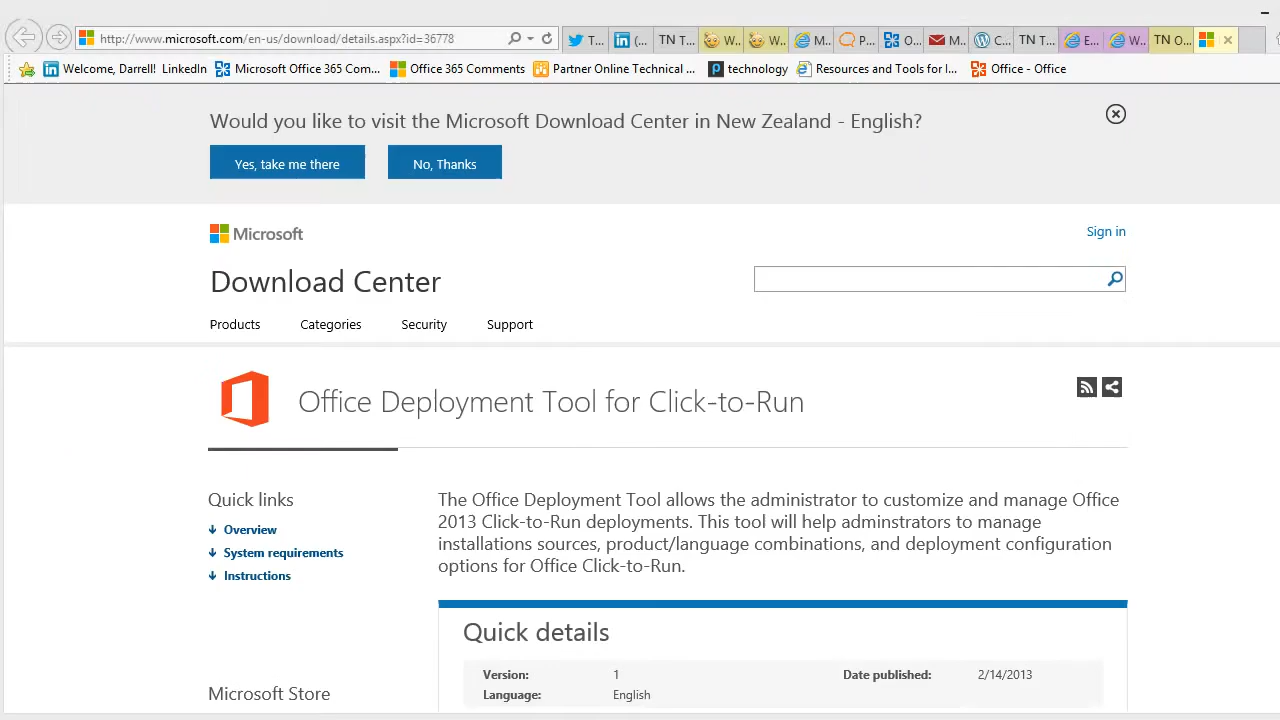 http://www.microsoft.com/en-us/download/details.aspx?id=36778 T... (... TN T... W... W... M... P... O... M... C... TN T... E... W... TN O...
Welcome, Darrell! LinkedIn Microsoft Office 365 Com... Office 365 Comments Partner Online Technical ... technology Resources and Tools for I... Office - Office
Would you like to visit the Microsoft Download Center in New Zealand - English?
Yes, take me there No, Thanks
Microsoft Sign in
Download Center
Products Categories Security Support
Office Deployment Tool for Click-to-Run
Quick links
Overview
System requirements
Instructions
Microsoft Store
The Office Deployment Tool allows the administrator to customize and manage Office
2013 Click-to-Run deployments. This tool will help adminstrators to manage
installations sources, product/language combinations, and deployment configuration
options for Office Click-to-Run.
Quick details
Version: 1 Date published: 2/14/2013
Language: English